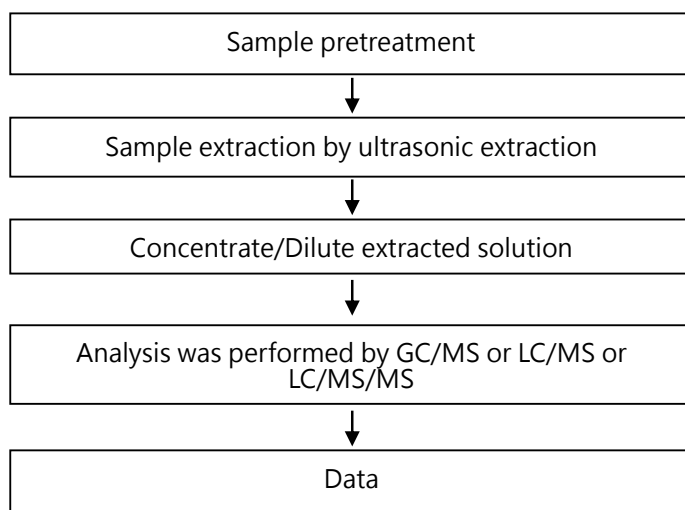 Sample pretreatment
Sample extraction by ultrasonic extraction
Concentrate/Dilute extracted solution
Analysis was performed by GC/MS or LC/MS or
LC/MS/MS
Data